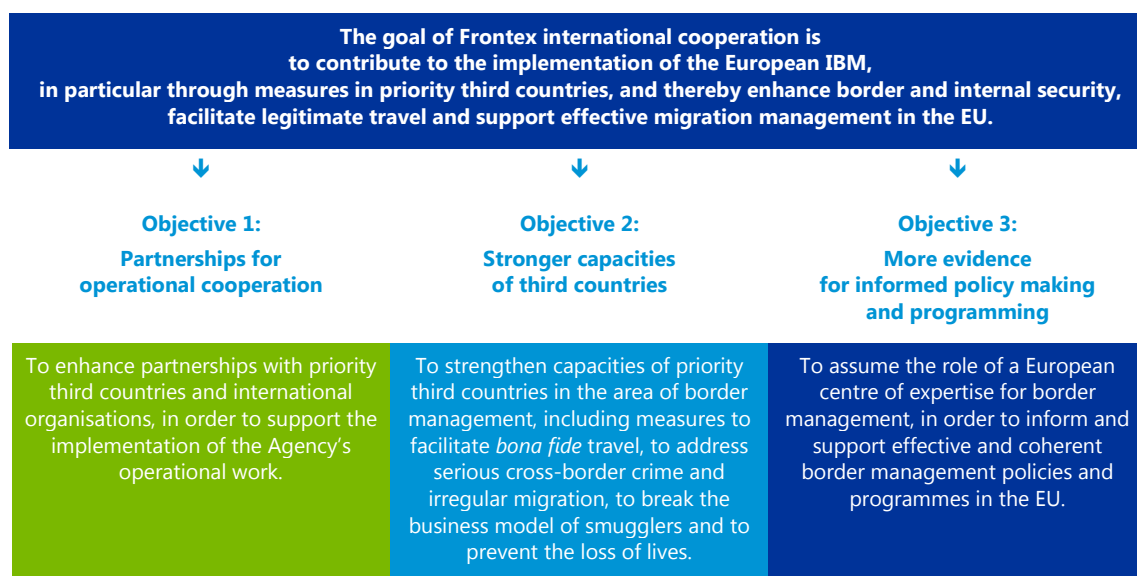 The goal of Frontex international cooperation is
to contribute to the implementation of the European IBM,
in particular through measures in priority third countries, and thereby enhance border and internal security,
facilitate legitimate travel and support effective migration management in the EU.
Objective 1:
Partnerships for
operational cooperation
Objective 2:
Stronger capacities
of third countries
Objective 3:
More evidence
for informed policy making
and programming
To enhance partnerships with priority
third countries and international
organisations, in order to support the
implementation of the Agency’s
operational work.
To strengthen capacities of priority
third countries in the area of border
management, including measures to
facilitate bona fide travel, to address
serious cross-border crime and
irregular migration, to break the
business model of smugglers and to
prevent the loss of lives.
To assume the role of a European
centre of expertise for border
management, in order to inform and
support effective and coherent
border management policies and
programmes in the EU.